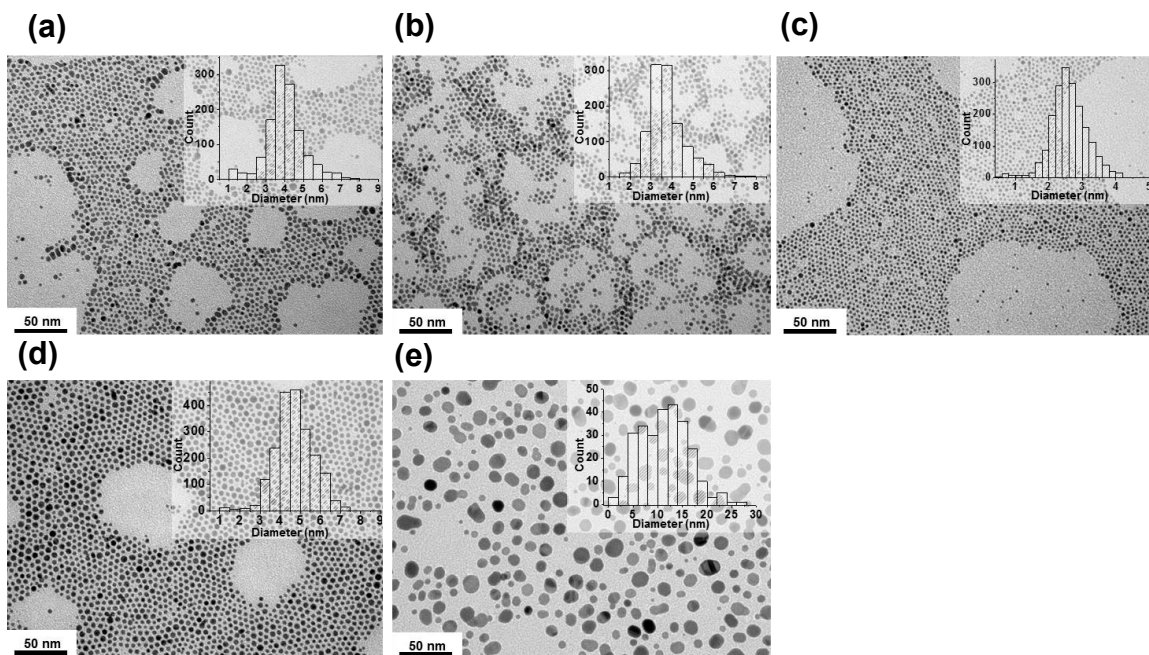 (a)
300
200
100
0
Count
1 2 3 4 5 6 7 8 9
Diameter (nm)
50 nm
(b)
300
200
100
0
Count
1 2 3 4 5 6 7 8
Diameter (nm)
50 nm
(c)
300
200
100
0
Count
1 2 3 4 5
Diameter (nm)
50 nm
(d)
400
300
200
100
0
Count
1 2 3 4 5 6 7 8 9
Diameter (nm)
50 nm
(e)
50
40
30
20
10
0
Count
0 5 10 15 20 25 30
Diameter (nm)
50 nm